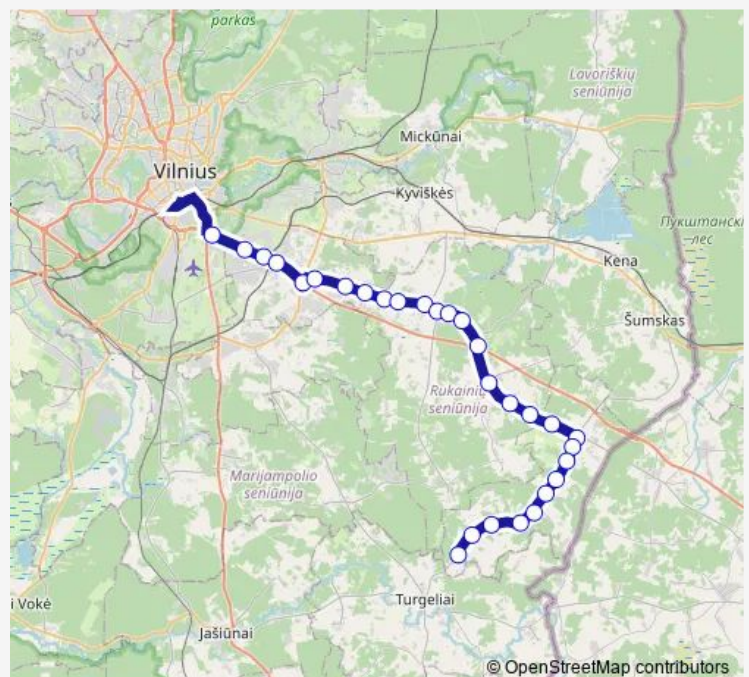 parkas
Lavoriškių
seniūnija
Mickūnai
Vilnius
Kyviškės
Пукштанскі
–лес
Kena
Šumskas
Rukainių
seniūnija
Marijampolio
seniūnija
i Vokė
Turgeliai
Jašiūnai
© OpenStreetMap contributors